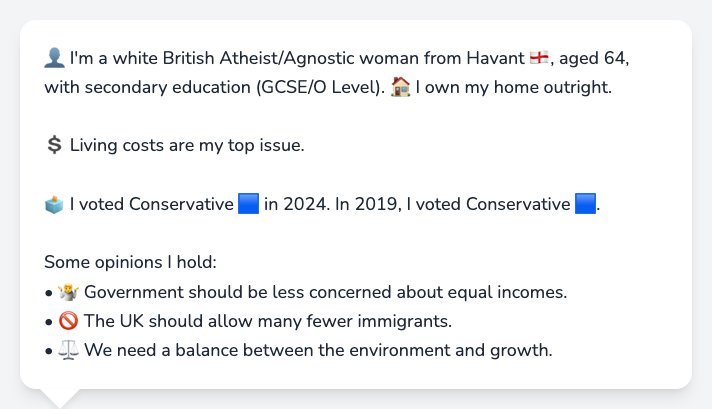 👤 I'm a white British Atheist/Agnostic woman from Havant 🏴󠁧󠁢󠁥󠁮󠁧󠁿, aged 64,
with secondary education (GCSE/O Level). 🏠 I own my home outright.
💲 Living costs are my top issue.
🗳️ I voted Conservative 🟦 in 2024. In 2019, I voted Conservative 🟦.
Some opinions I hold:
• 🤷 Government should be less concerned about equal incomes.
• 🚫 The UK should allow many fewer immigrants.
• ⚖️ We need a balance between the environment and growth.